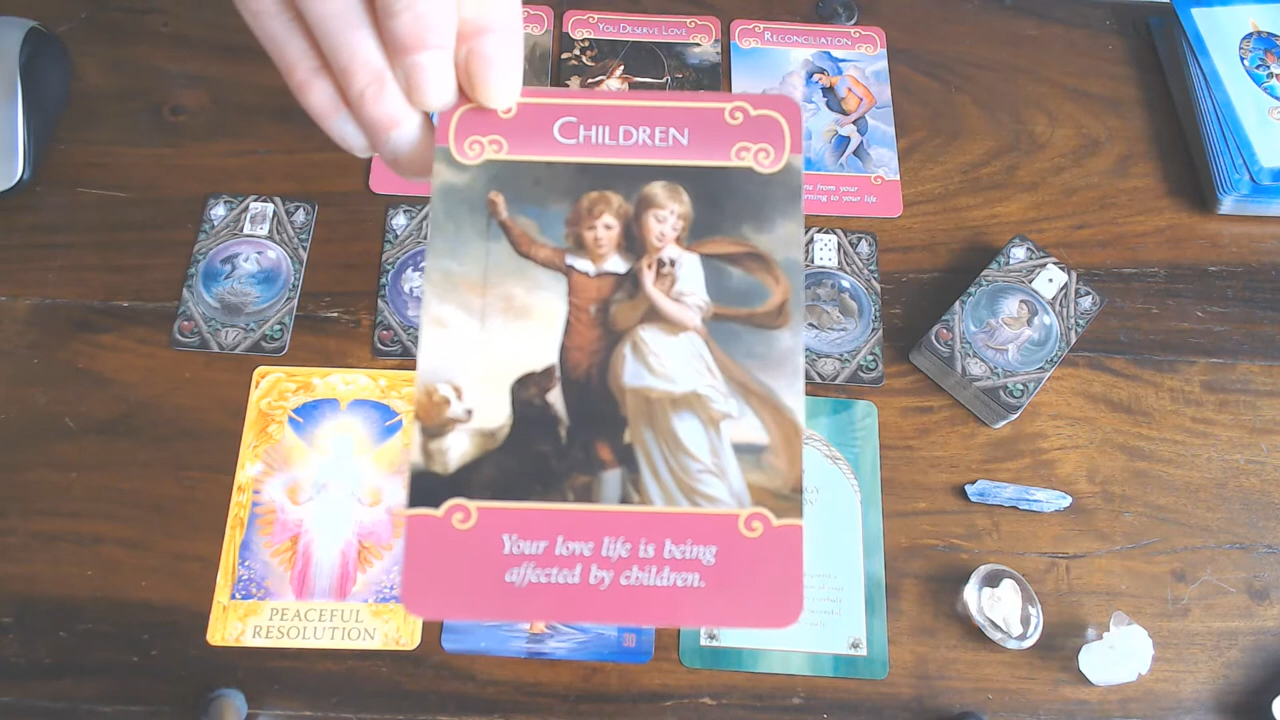 YOU DESERVE LOVE
RECONCILIATION
CHILDREN
from your
to your life.
17
Your love life is being
affected by children.
PEACEFUL
RESOLUTION
30